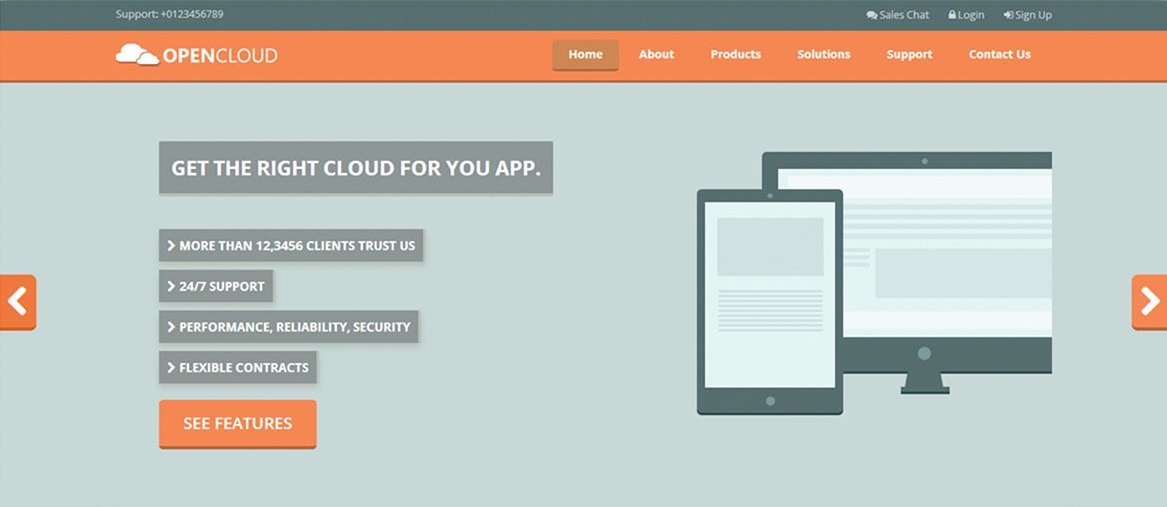 Support: +0123456789
Sales Chat Login Sign Up
OPENCLOUD
Home About Products Solutions Support Contact Us
GET THE RIGHT CLOUD FOR YOU APP.
MORE THAN 12,3456 CLIENTS TRUST US
24/7 SUPPORT
PERFORMANCE, RELIABILITY, SECURITY
FLEXIBLE CONTRACTS
SEE FEATURES